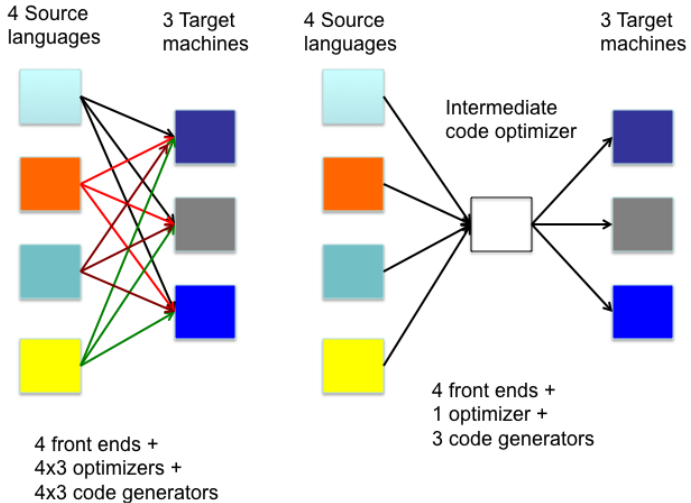 4 Source
languages
3 Target
machines
4 front ends +
4x3 optimizers +
4x3 code generators
4 Source
languages
3 Target
machines
Intermediate
code optimizer
4 front ends +
1 optimizer +
3 code generators